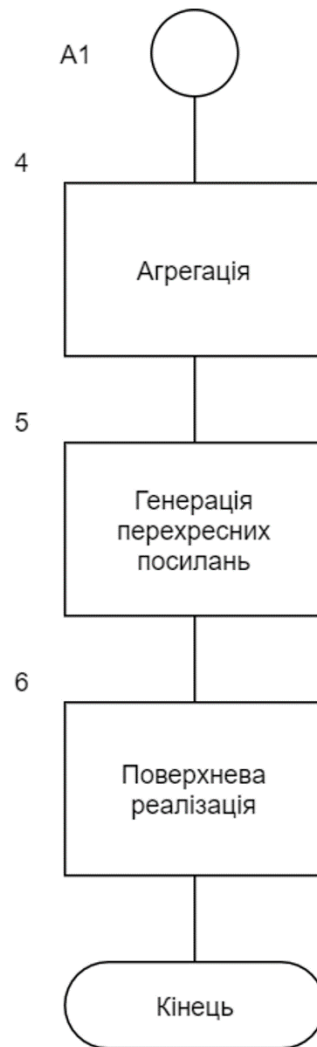 A1
4
Агрегація
5
Генерація
перехресних
посилань
6
Поверхнева
реалізація
Кінець